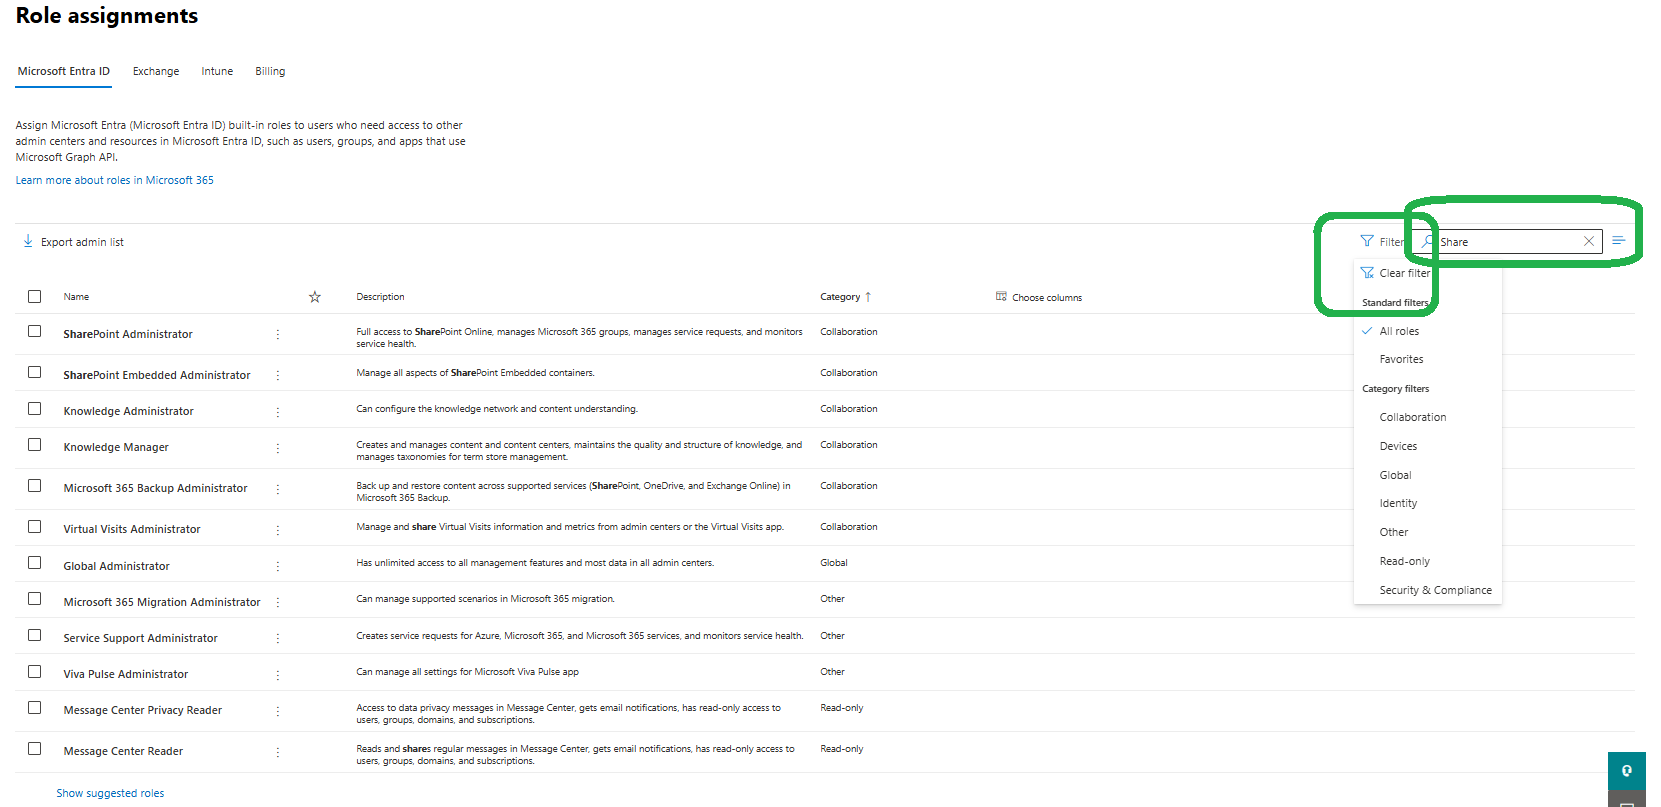 Role assignments
Microsoft Entra ID Exchange Intune Billing
Assign Microsoft Entra (Microsoft Entra ID) built-in roles to users who need access to other
admin centers and resources in Microsoft Entra ID, such as users, groups, and apps that use
Microsoft Graph API.
Learn more about roles in Microsoft 365
Export admin list
Filter
Share
Clear filter
Standard filters
All roles
Favorites
Category filters
Collaboration
Devices
Global
Identity
Other
Read-only
Security & Compliance
Name Description Category Choose columns
SharePoint Administrator
Full access to SharePoint Online, manages Microsoft 365 groups, manages service requests, and monitors
service health.
Collaboration
SharePoint Embedded Administrator
Manage all aspects of SharePoint Embedded containers.
Collaboration
Knowledge Administrator
Can configure the knowledge network and content understanding.
Collaboration
Knowledge Manager
Creates and manages content and content centers, maintains the quality and structure of knowledge, and
manages taxonomies for term store management.
Collaboration
Microsoft 365 Backup Administrator
Back up and restore content across supported services (SharePoint, OneDrive, and Exchange Online) in
Microsoft 365 Backup.
Collaboration
Virtual Visits Administrator
Manage and share Virtual Visits information and metrics from admin centers or the Virtual Visits app.
Collaboration
Global Administrator
Has unlimited access to all management features and most data in all admin centers.
Global
Microsoft 365 Migration Administrator
Can manage supported scenarios in Microsoft 365 migration.
Other
Service Support Administrator
Creates service requests for Azure, Microsoft 365, and Microsoft 365 services, and monitors service health.
Other
Viva Pulse Administrator
Can manage all settings for Microsoft Viva Pulse app
Other
Message Center Privacy Reader
Access to data privacy messages in Message Center, gets email notifications, has read-only access to
users, groups, domains, and subscriptions.
Read-only
Message Center Reader
Reads and shares regular messages in Message Center, gets email notifications, has read-only access to
users, groups, domains, and subscriptions.
Read-only
Show suggested roles